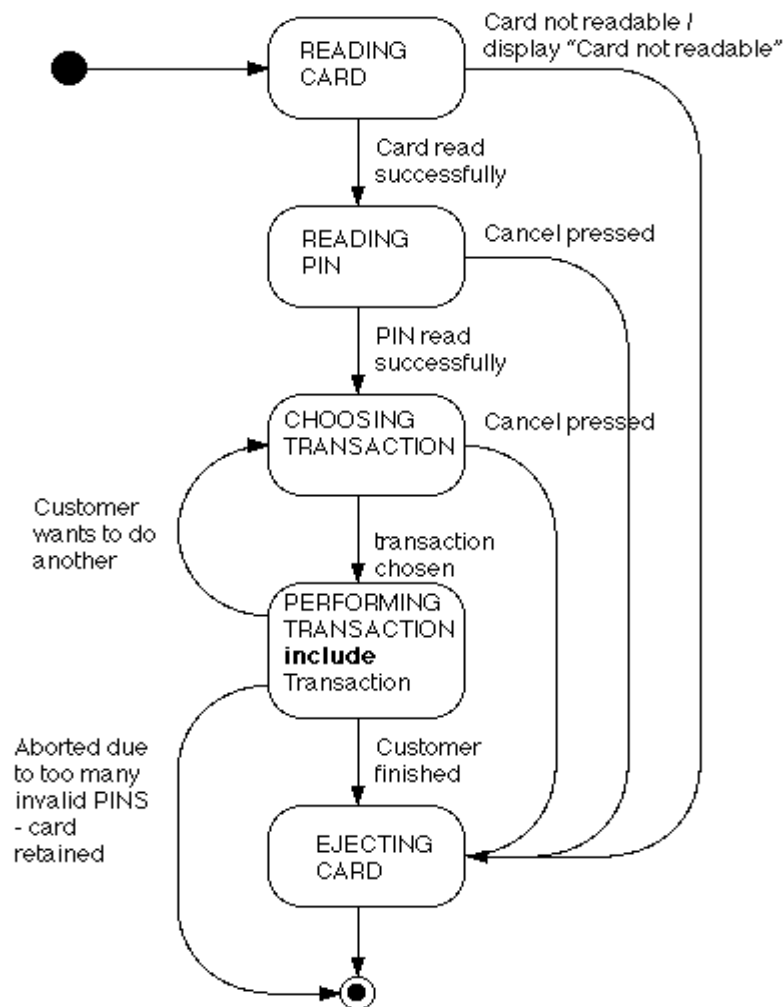 Card not readable /
display “Card not readable”
READING
CARD
Card read
successfully
READING
PIN
Cancel pressed
PIN read
successfully
CHOOSING
TRANSACTION
Cancel pressed
Customer
wants to do
another
transaction
chosen
PERFORMING
TRANSACTION
include
Transaction
Aborted due
to too many
invalid PINS
- card
retained
Customer
finished
EJECTING
CARD